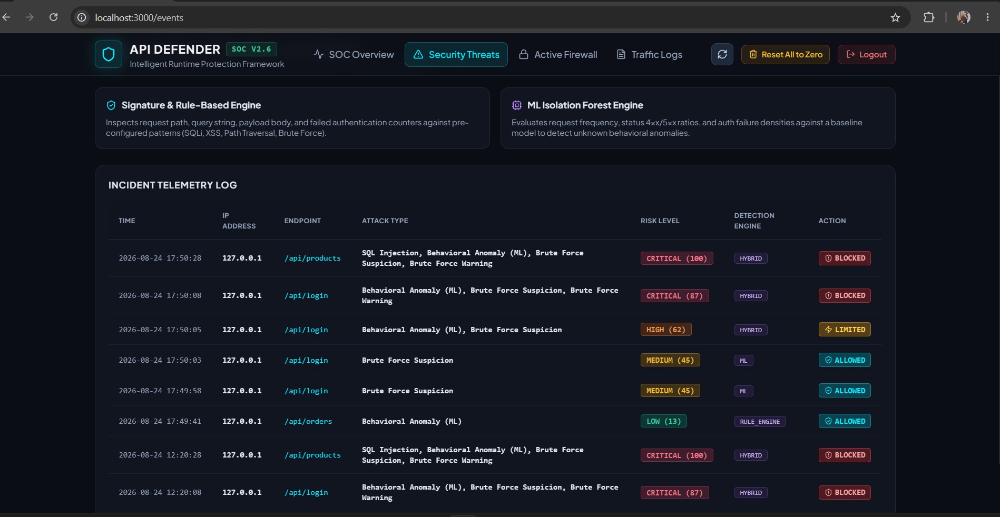 localhost:3000/events
API DEFENDER SOC V2.6
Intelligent Runtime Protection Framework
SOC Overview
Security Threats
Active Firewall
Traffic Logs
Reset All to Zero
Logout
Signature & Rule-Based Engine
Inspects request path, query string, payload body, and failed authentication counters against pre-
configured patterns (SQLi, XSS, Path Traversal, Brute Force).
ML Isolation Forest Engine
Evaluates request frequency, status 4xx/5xx ratios, and auth failure densities against a baseline
model to detect unknown behavioral anomalies.
INCIDENT TELEMETRY LOG
TIME
IP
ADDRESS
ENDPOINT
ATTACK TYPE
RISK LEVEL
DETECTION
ENGINE
ACTION
2026-08-24 17:50:28
127.0.0.1
/api/products
SQL Injection, Behavioral Anomaly (ML), Brute Force
Suspicion, Brute Force Warning
CRITICAL (100)
HYBRID
BLOCKED
2026-08-24 17:50:08
127.0.0.1
/api/login
Behavioral Anomaly (ML), Brute Force Suspicion, Brute Force
Warning
CRITICAL (87)
HYBRID
BLOCKED
2026-08-24 17:50:05
127.0.0.1
/api/login
Behavioral Anomaly (ML), Brute Force Suspicion
HIGH (62)
HYBRID
LIMITED
2026-08-24 17:50:03
127.0.0.1
/api/login
Brute Force Suspicion
MEDIUM (45)
ML
ALLOWED
2026-08-24 17:49:58
127.0.0.1
/api/login
Brute Force Suspicion
MEDIUM (45)
ML
ALLOWED
2026-08-24 17:49:41
127.0.0.1
/api/orders
Behavioral Anomaly (ML)
LOW (13)
RULE_ENGINE
ALLOWED
2026-08-24 12:20:28
127.0.0.1
/api/products
SQL Injection, Behavioral Anomaly (ML), Brute Force
Suspicion, Brute Force Warning
CRITICAL (100)
HYBRID
BLOCKED
2026-08-24 12:20:08
127.0.0.1
/api/login
Behavioral Anomaly (ML), Brute Force Suspicion, Brute Force
Warning
CRITICAL (87)
HYBRID
BLOCKED